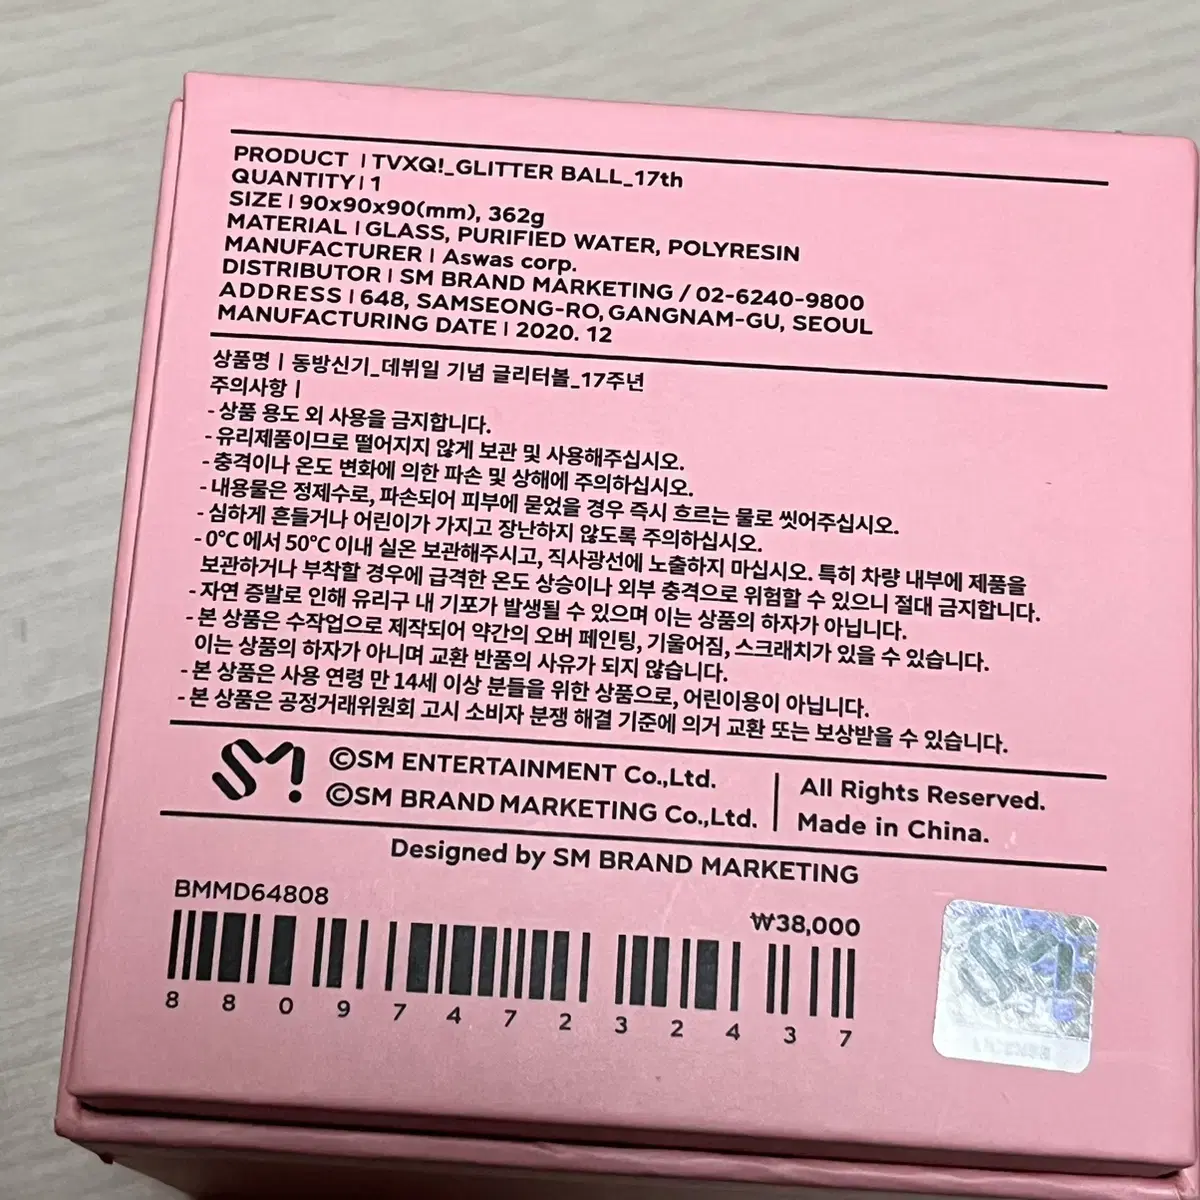 PRODUCT | TVXQ!_GLITTER BALL_17th
QUANTITY | 1
SIZE | 90x90x90(mm), 362g
MATERIAL | GLASS, PURIFIED WATER, POLYRESIN
MANUFACTURER | Aswas corp.
DISTRIBUTOR | SM BRAND MARKETING / 02-6240-9800
ADDRESS | 648, SAMSEONG-RO, GANGNAM-GU, SEOUL
MANUFACTURING DATE | 2020. 12
상품명 | 동방신기_데뷔일 기념 글리터볼_17주년
주의사항 |
- 상품 용도 외 사용을 금지합니다.
- 유리제품이므로 떨어지지 않게 보관 및 사용해주십시오.
- 충격이나 온도 변화에 의한 파손 및 상해에 주의하십시오.
- 내용물은 정제수로, 파손되어 피부에 묻었을 경우 즉시 흐르는 물로 씻어주십시오.
- 심하게 흔들거나 어린이가 가지고 장난하지 않도록 주의하십시오.
- 0℃에서 50℃ 이내 실온 보관해주시고, 직사광선에 노출하지 마십시오. 특히 차량 내부에 제품을
보관하거나 부착할 경우에 급격한 온도 상승이나 외부 충격으로 위험할 수 있으니 절대 금지합니다.
- 자연 증발로 인해 유리구 내 기포가 발생될 수 있으며 이는 상품의 하자가 아닙니다.
- 본 상품은 수작업으로 제작되어 약간의 오버 페인팅, 기울어짐, 스크래치가 있을 수 있습니다.
이는 상품의 하자가 아니며 교환 반품의 사유가 되지 않습니다.
- 본 상품은 사용 연령 만 14세 이상 분들을 위한 상품으로, 어린이용이 아닙니다.
- 본 상품은 공정거래위원회 고시 소비자 분쟁 해결 기준에 의거 교환 또는 보상받을 수 있습니다.
SM!
©SM ENTERTAINMENT Co.,Ltd.
©SM BRAND MARKETING Co.,Ltd.
All Rights Reserved.
Made in China.
Designed by SM BRAND MARKETING
BMMD64808
₩38,000
8809747232437
SM
LICENSE